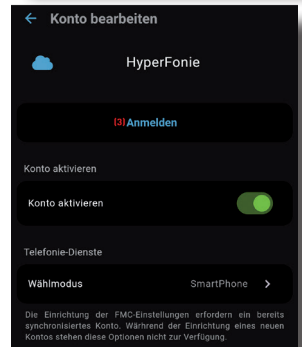 ← Konto bearbeiten
HyperFonie
(3) Anmelden
Konto aktivieren
Konto aktivieren
Telefonie-Dienste
Wählmodus SmartPhone >
Die Einrichtung der FMC-Einstellungen erfordern ein bereits
synchronisiertes Konto. Während der Einrichtung eines neuen
Kontos stehen diese Optionen nicht zur Verfügung.